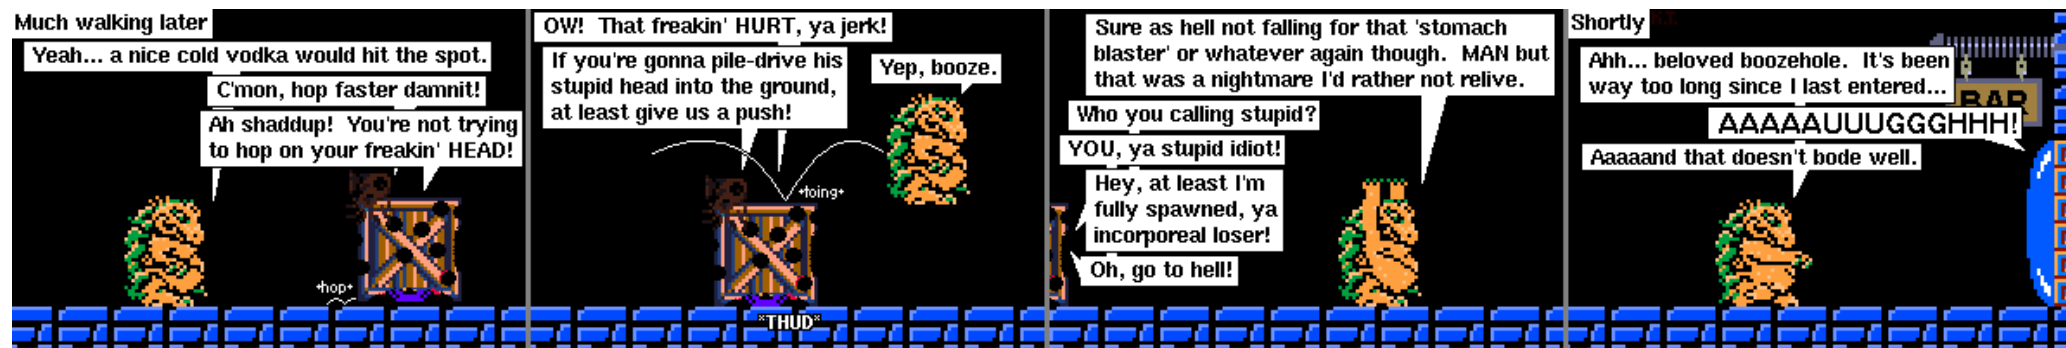 Much walking later
Yeah... a nice cold vodka would hit the spot.
C'mon, hop faster damnit!
Ah shaddup! You're not trying
to hop on your freakin' HEAD!
*hop*
OW! That freakin' HURT, ya jerk!
If you're gonna pile-drive his
stupid head into the ground,
at least give us a push!
Yep, booze.
*toing*
*THUD*
Sure as hell not falling for that 'stomach
blaster' or whatever again though. MAN but
that was a nightmare I'd rather not relive.
Who you calling stupid?
YOU, ya stupid idiot!
Hey, at least I'm
fully spawned, ya
incorporeal loser!
Oh, go to hell!
Shortly
Ahh... beloved boozehole. It's been
way too long since I last entered...
BAR
AAAAAUUUGGGHHH!
Aaaaand that doesn't bode well.